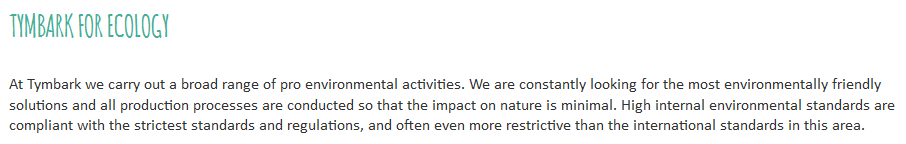 TYMBARK FOR ECOLOGY
At Tymbark we carry out a broad range of pro environmental activities. We are constantly looking for the most environmentally friendly
solutions and all production processes are conducted so that the impact on nature is minimal. High internal environmental standards are
compliant with the strictest standards and regulations, and often even more restrictive than the international standards in this area.